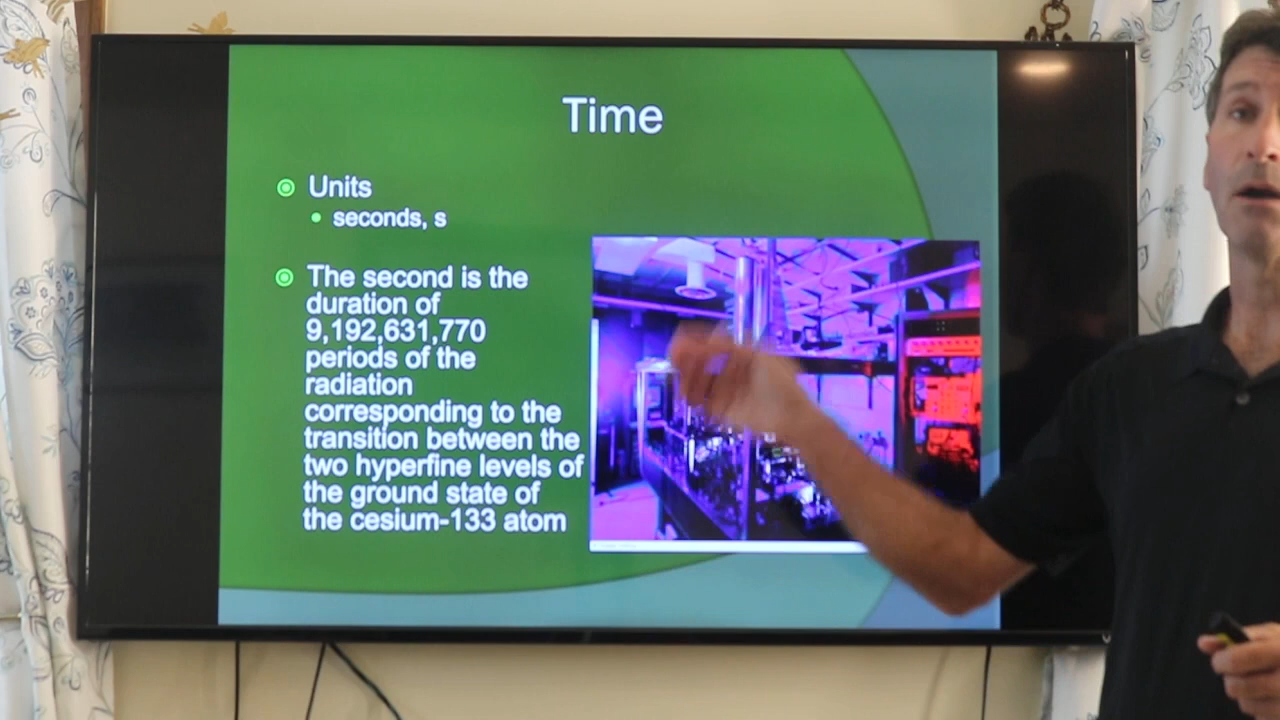 Time
Units
seconds, s
The second is the
duration of
9,192,631,770
periods of the
radiation
corresponding to the
transition between the
two hyperfine levels of
the ground state of
the cesium-133 atom